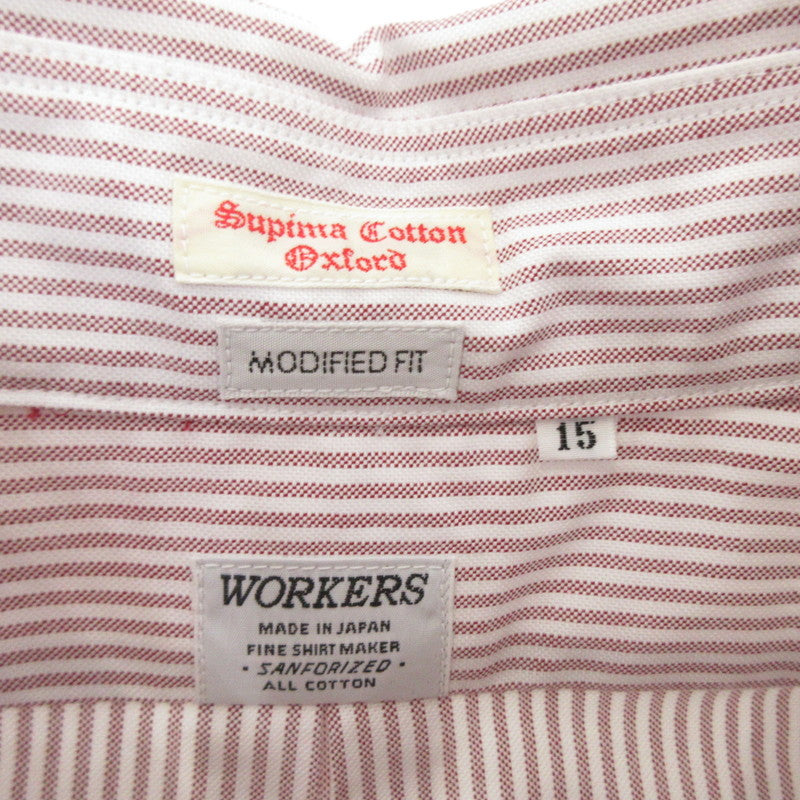 Supima Cotton
Oxford
MODIFIED FIT
15
WORKERS
MADE IN JAPAN
FINE SHIRT MAKER
• SANFORIZED •
ALL COTTON